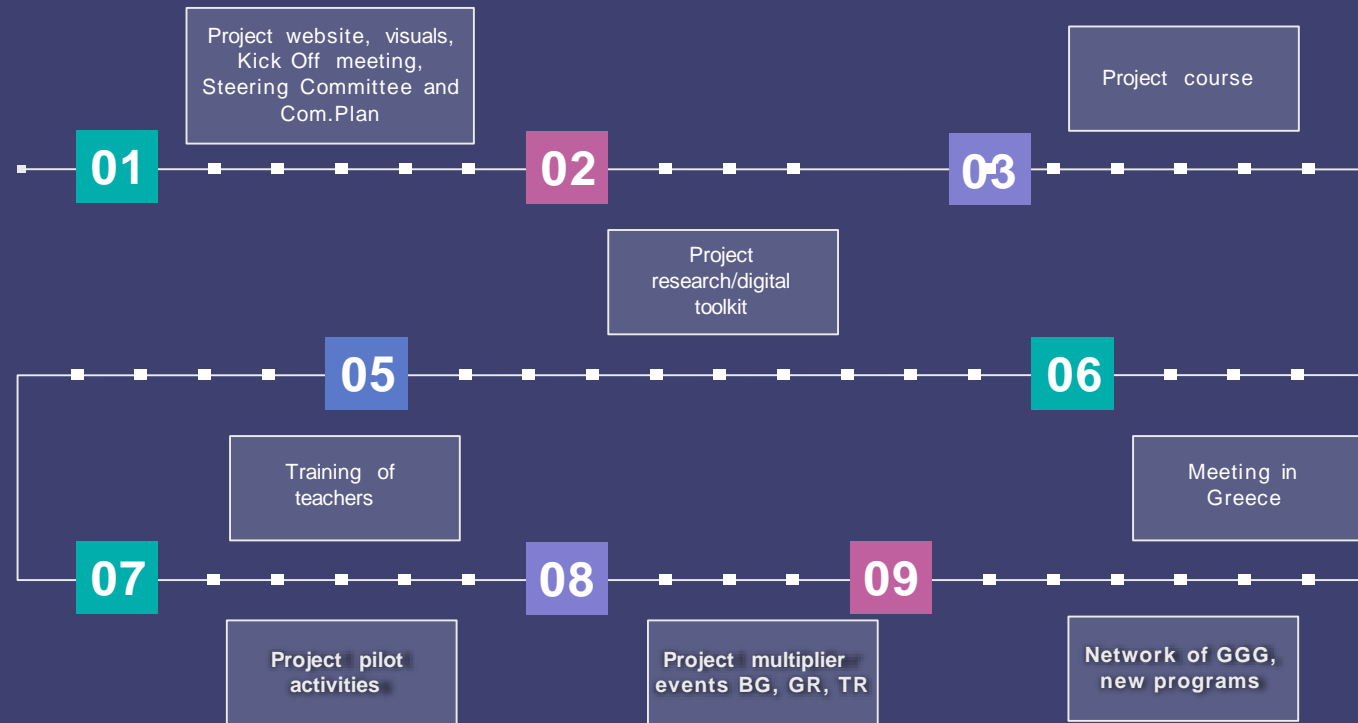 Project website, visuals,
Kick Off meeting,
Steering Committee and
Com.Plan
Project course
01
02
03
Project
research/digital
toolkit
05
06
Training of
teachers
Meeting in
Greece
07
08
09
Project pilot
activities
Project multiplier
events BG, GR, TR
Network of GGG,
new programs